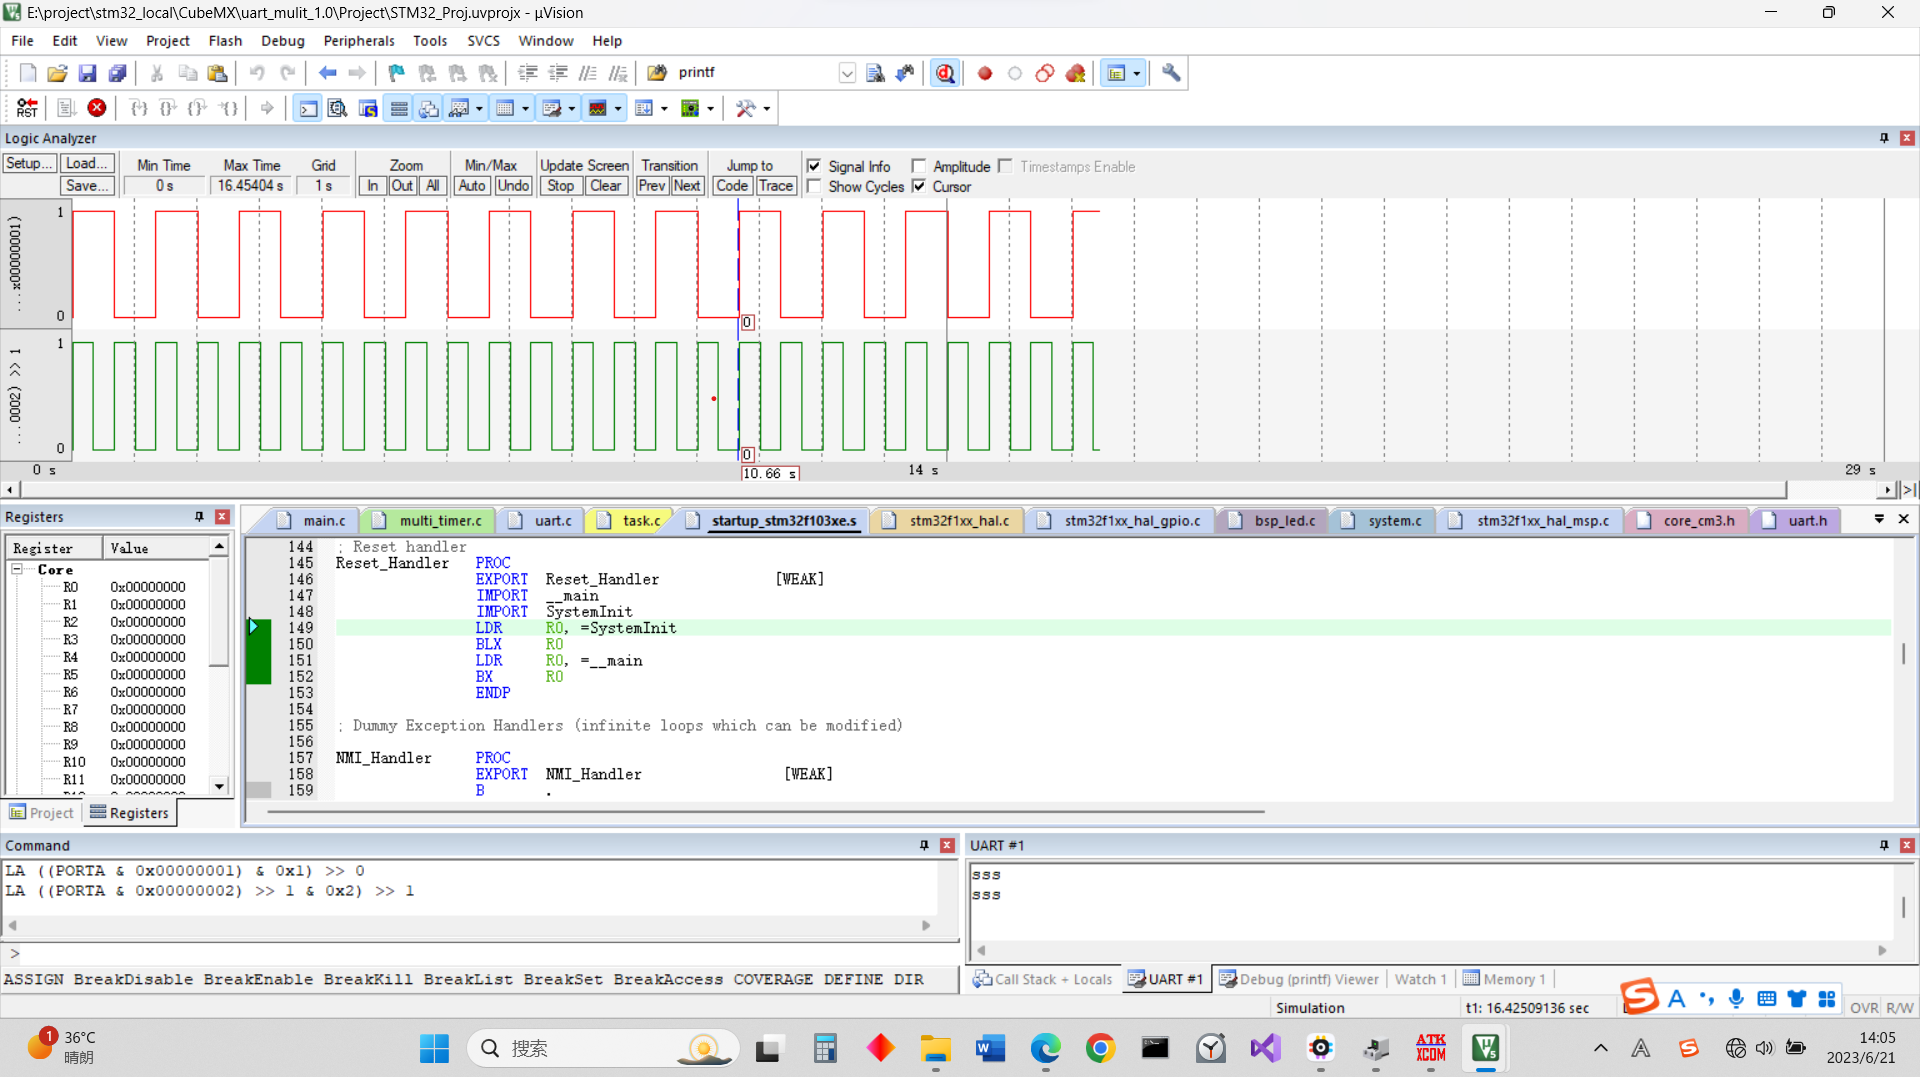 E:\project\stm32_local\CubeMX\uart_mulit_1.0\Project\STM32_Proj.uvprojx - µVision
File Edit View Project Flash Debug Peripherals Tools SVCS Window Help
printf
RST
Logic Analyzer
Setup... Load... Min Time Max Time Grid Zoom Min/Max Update Screen Transition Jump to Signal Info Amplitude Timestamps Enable
Save... 0 s 16.45404 s 1 s In Out All Auto Undo Stop Clear Prev Next Code Trace Show Cycles Cursor
1
...x00000001)
0
0
1
...0002) >> 1
0
0
0 s 10.66 s 14 s 29 s
Registers
Register Value
Core
R0 0x00000000
R1 0x00000000
R2 0x00000000
R3 0x00000000
R4 0x00000000
R5 0x00000000
R6 0x00000000
R7 0x00000000
R8 0x00000000
R9 0x00000000
R10 0x00000000
R11 0x00000000
Project Registers
main.c multi_timer.c uart.c task.c startup_stm32f103xe.s stm32f1xx_hal.c stm32f1xx_hal_gpio.c bsp_led.c system.c stm32f1xx_hal_msp.c core_cm3.h uart.h
144 ; Reset handler
145 Reset_Handler PROC
146 EXPORT Reset_Handler [WEAK]
147 IMPORT __main
148 IMPORT SystemInit
149 LDR R0, =SystemInit
150 BLX R0
151 LDR R0, =__main
152 BX R0
153 ENDP
154
155 ; Dummy Exception Handlers (infinite loops which can be modified)
156
157 NMI_Handler PROC
158 EXPORT NMI_Handler [WEAK]
159 B .
Command
LA ((PORTA & 0x00000001) & 0x1) >> 0
LA ((PORTA & 0x00000002) >> 1 & 0x2) >> 1
>
ASSIGN BreakDisable BreakEnable BreakKill BreakList BreakSet BreakAccess COVERAGE DEFINE DIR
UART #1
sss
sss
Call Stack + Locals UART #1 Debug (printf) Viewer Watch 1 Memory 1
Simulation t1: 16.42509136 sec OVR R/W
1 36°C
晴朗
搜索
ATK
XCOM
14:05
2023/6/21